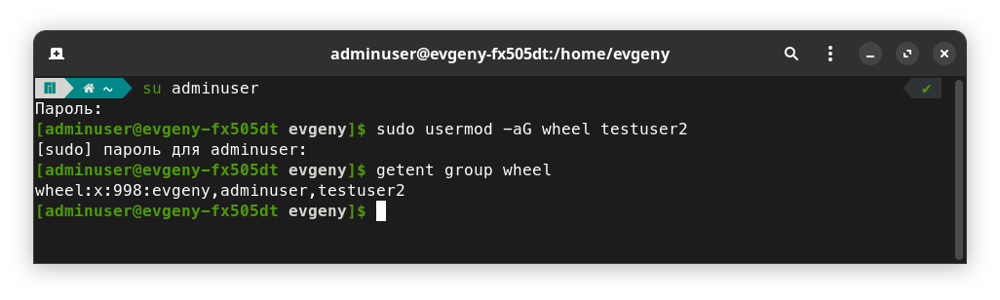 adminuser@evgeny-fx505dt:/home/evgeny
~ su adminuser ✔
Пароль:
[adminuser@evgeny-fx505dt evgeny]$ sudo usermod -aG wheel testuser2
[sudo] пароль для adminuser:
[adminuser@evgeny-fx505dt evgeny]$ getent group wheel
wheel:x:998:evgeny,adminuser,testuser2
[adminuser@evgeny-fx505dt evgeny]$